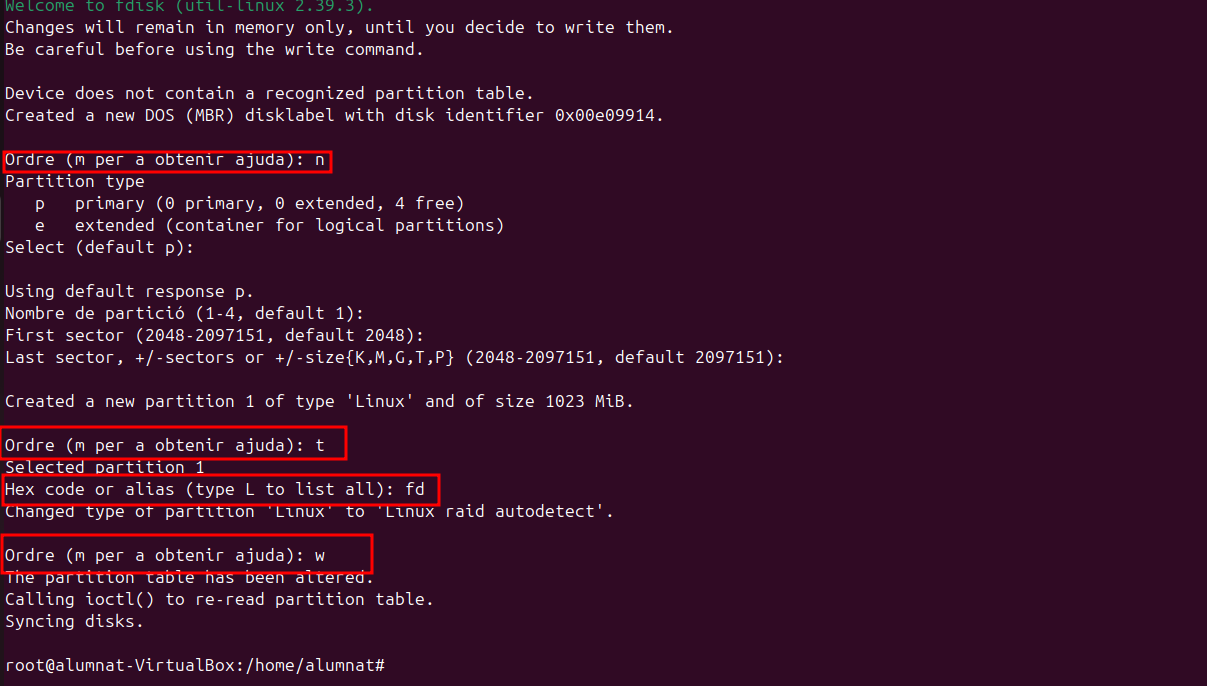 Welcome to fdisk (util-linux 2.39.3).
Changes will remain in memory only, until you decide to write them.
Be careful before using the write command.
Device does not contain a recognized partition table.
Created a new DOS (MBR) disklabel with disk identifier 0x00e09914.
Ordre (m per a obtenir ajuda): n
Partition type
p   primary (0 primary, 0 extended, 4 free)
e   extended (container for logical partitions)
Select (default p):
Using default response p.
Nombre de partició (1-4, default 1):
First sector (2048-2097151, default 2048):
Last sector, +/-sectors or +/-size{K,M,G,T,P} (2048-2097151, default 2097151):
Created a new partition 1 of type 'Linux' and of size 1023 MiB.
Ordre (m per a obtenir ajuda): t
Selected partition 1
Hex code or alias (type L to list all): fd
Changed type of partition 'Linux' to 'Linux raid autodetect'.
Ordre (m per a obtenir ajuda): w
The partition table has been altered.
Calling ioctl() to re-read partition table.
Syncing disks.
root@alumnat-VirtualBox:/home/alumnat#